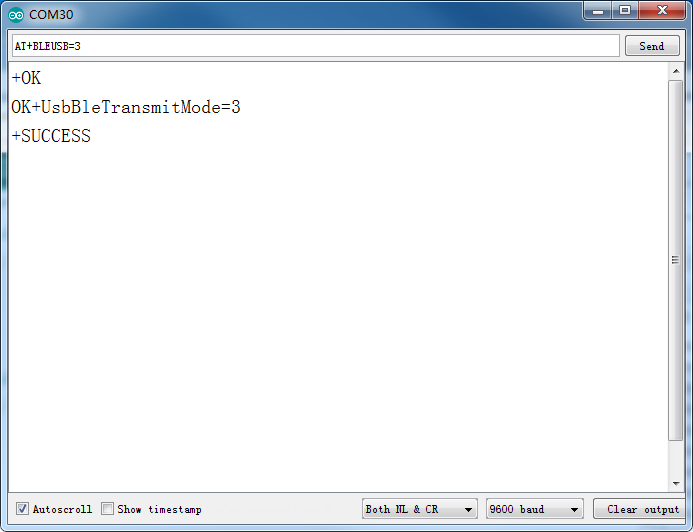 COM30
AT+BLEUSB=3
Send
+OK
OK+UsbBleTransmitMode=3
+SUCCESS
Autoscroll
Show timestamp
Both NL & CR
9600 baud
Clear output